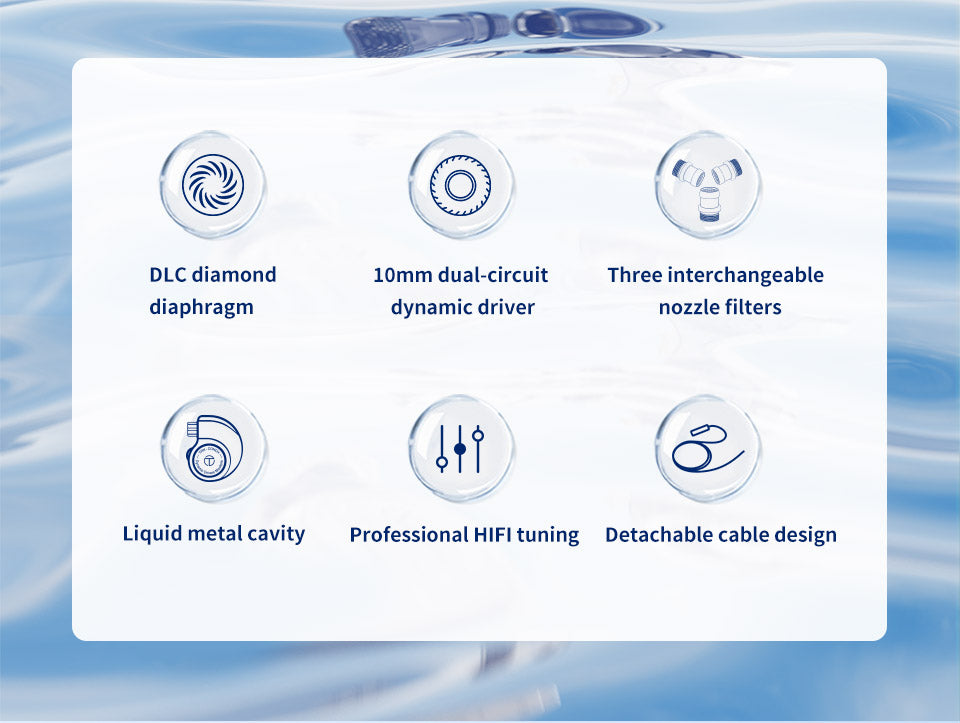 DLC diamond
diaphragm
10mm dual-circuit
dynamic driver
Three interchangeable
nozzle filters
Liquid metal cavity
Professional HIFI tuning
Detachable cable design